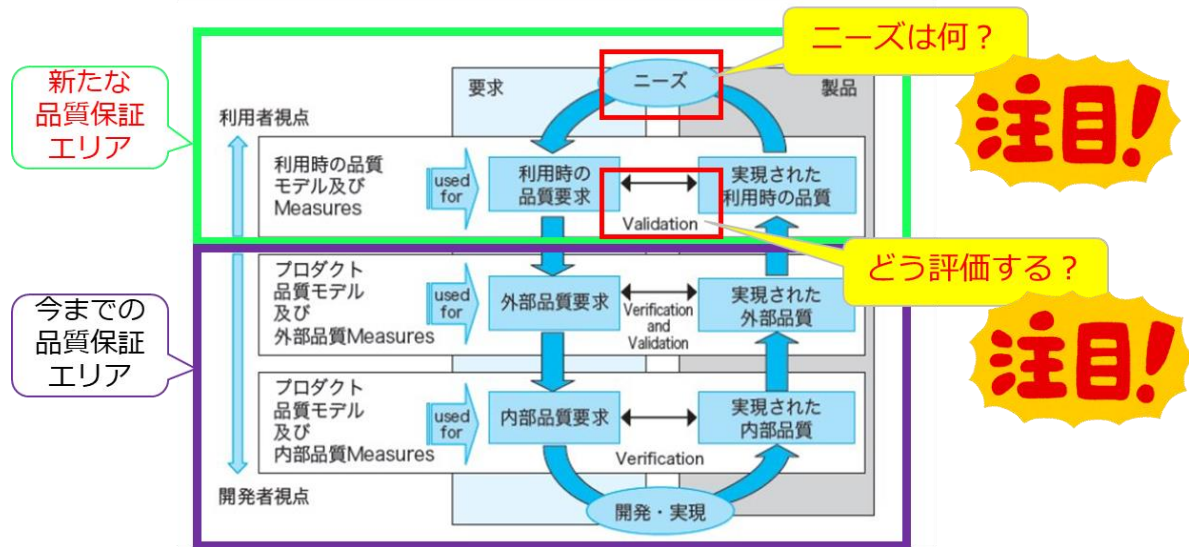 ニーズは何？
注目!
新たな
品質保証
エリア
要求
ニーズ
製品
利用者視点
利用時の品質
モデル及び
Measures
used
for
利用時の
品質要求
Validation
実現された
利用時の品質
どう評価する？
注目!
今までの
品質保証
エリア
プロダクト
品質モデル
及び
外部品質Measures
used
for
外部品質要求
Verification
and
Validation
実現された
外部品質
プロダクト
品質モデル
及び
内部品質Measures
used
for
内部品質要求
Verification
実現された
内部品質
開発者視点
開発・実現